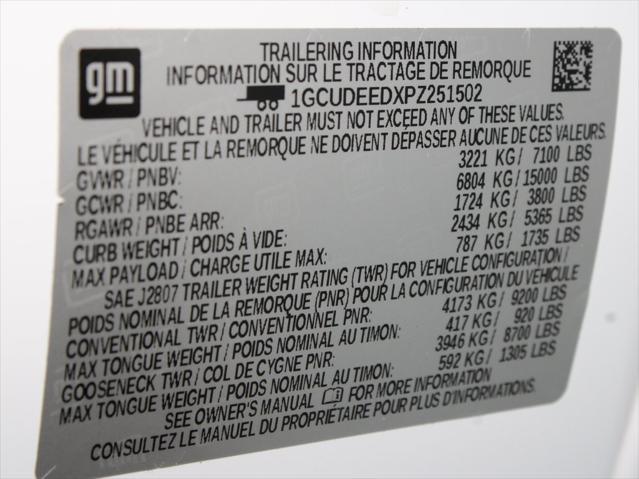 gm
TRAILERING INFORMATION
INFORMATION SUR LE TRACTAGE DE REMORQUE
1GCUDEEDXPZ251502
VEHICLE AND TRAILER MUST NOT EXCEED ANY OF THESE VALUES.
LE VÉHICULE ET LA REMORQUE NE DOIVENT DÉPASSER AUCUNE DE CES VALEURS.
GVWR / PNBV: 3221 KG/ 7100 LBS
GCWR / PNBC: 6804 KG/ 15000 LBS
RGAWR / PNBE ARR: 1724 KG/ 3800 LBS
CURB WEIGHT / POIDS À VIDE: 2434 KG/ 5365 LBS
MAX PAYLOAD / CHARGE UTILE MAX: 787 KG/ 1735 LBS
SAE J2807 TRAILER WEIGHT RATING (TWR) FOR VEHICLE CONFIGURATION /
POIDS NOMINAL DE LA REMORQUE (PNR) POUR LA CONFIGURATION DU VÉHICULE
CONVENTIONAL TWR / CONVENTIONNEL PNR: 4173 KG/ 9200 LBS
MAX TONGUE WEIGHT / POIDS NOMINAL AU TIMON: 417 KG/ 920 LBS
GOOSENECK TWR / COL DE CYGNE PNR: 3946 KG/ 8700 LBS
MAX TONGUE WEIGHT / POIDS NOMINAL AU TIMON: 592 KG/ 1305 LBS
SEE OWNER'S MANUAL FOR MORE INFORMATION
CONSULTEZ LE MANUEL DU PROPRIÉTAIRE POUR PLUS D'INFORMATIONS.